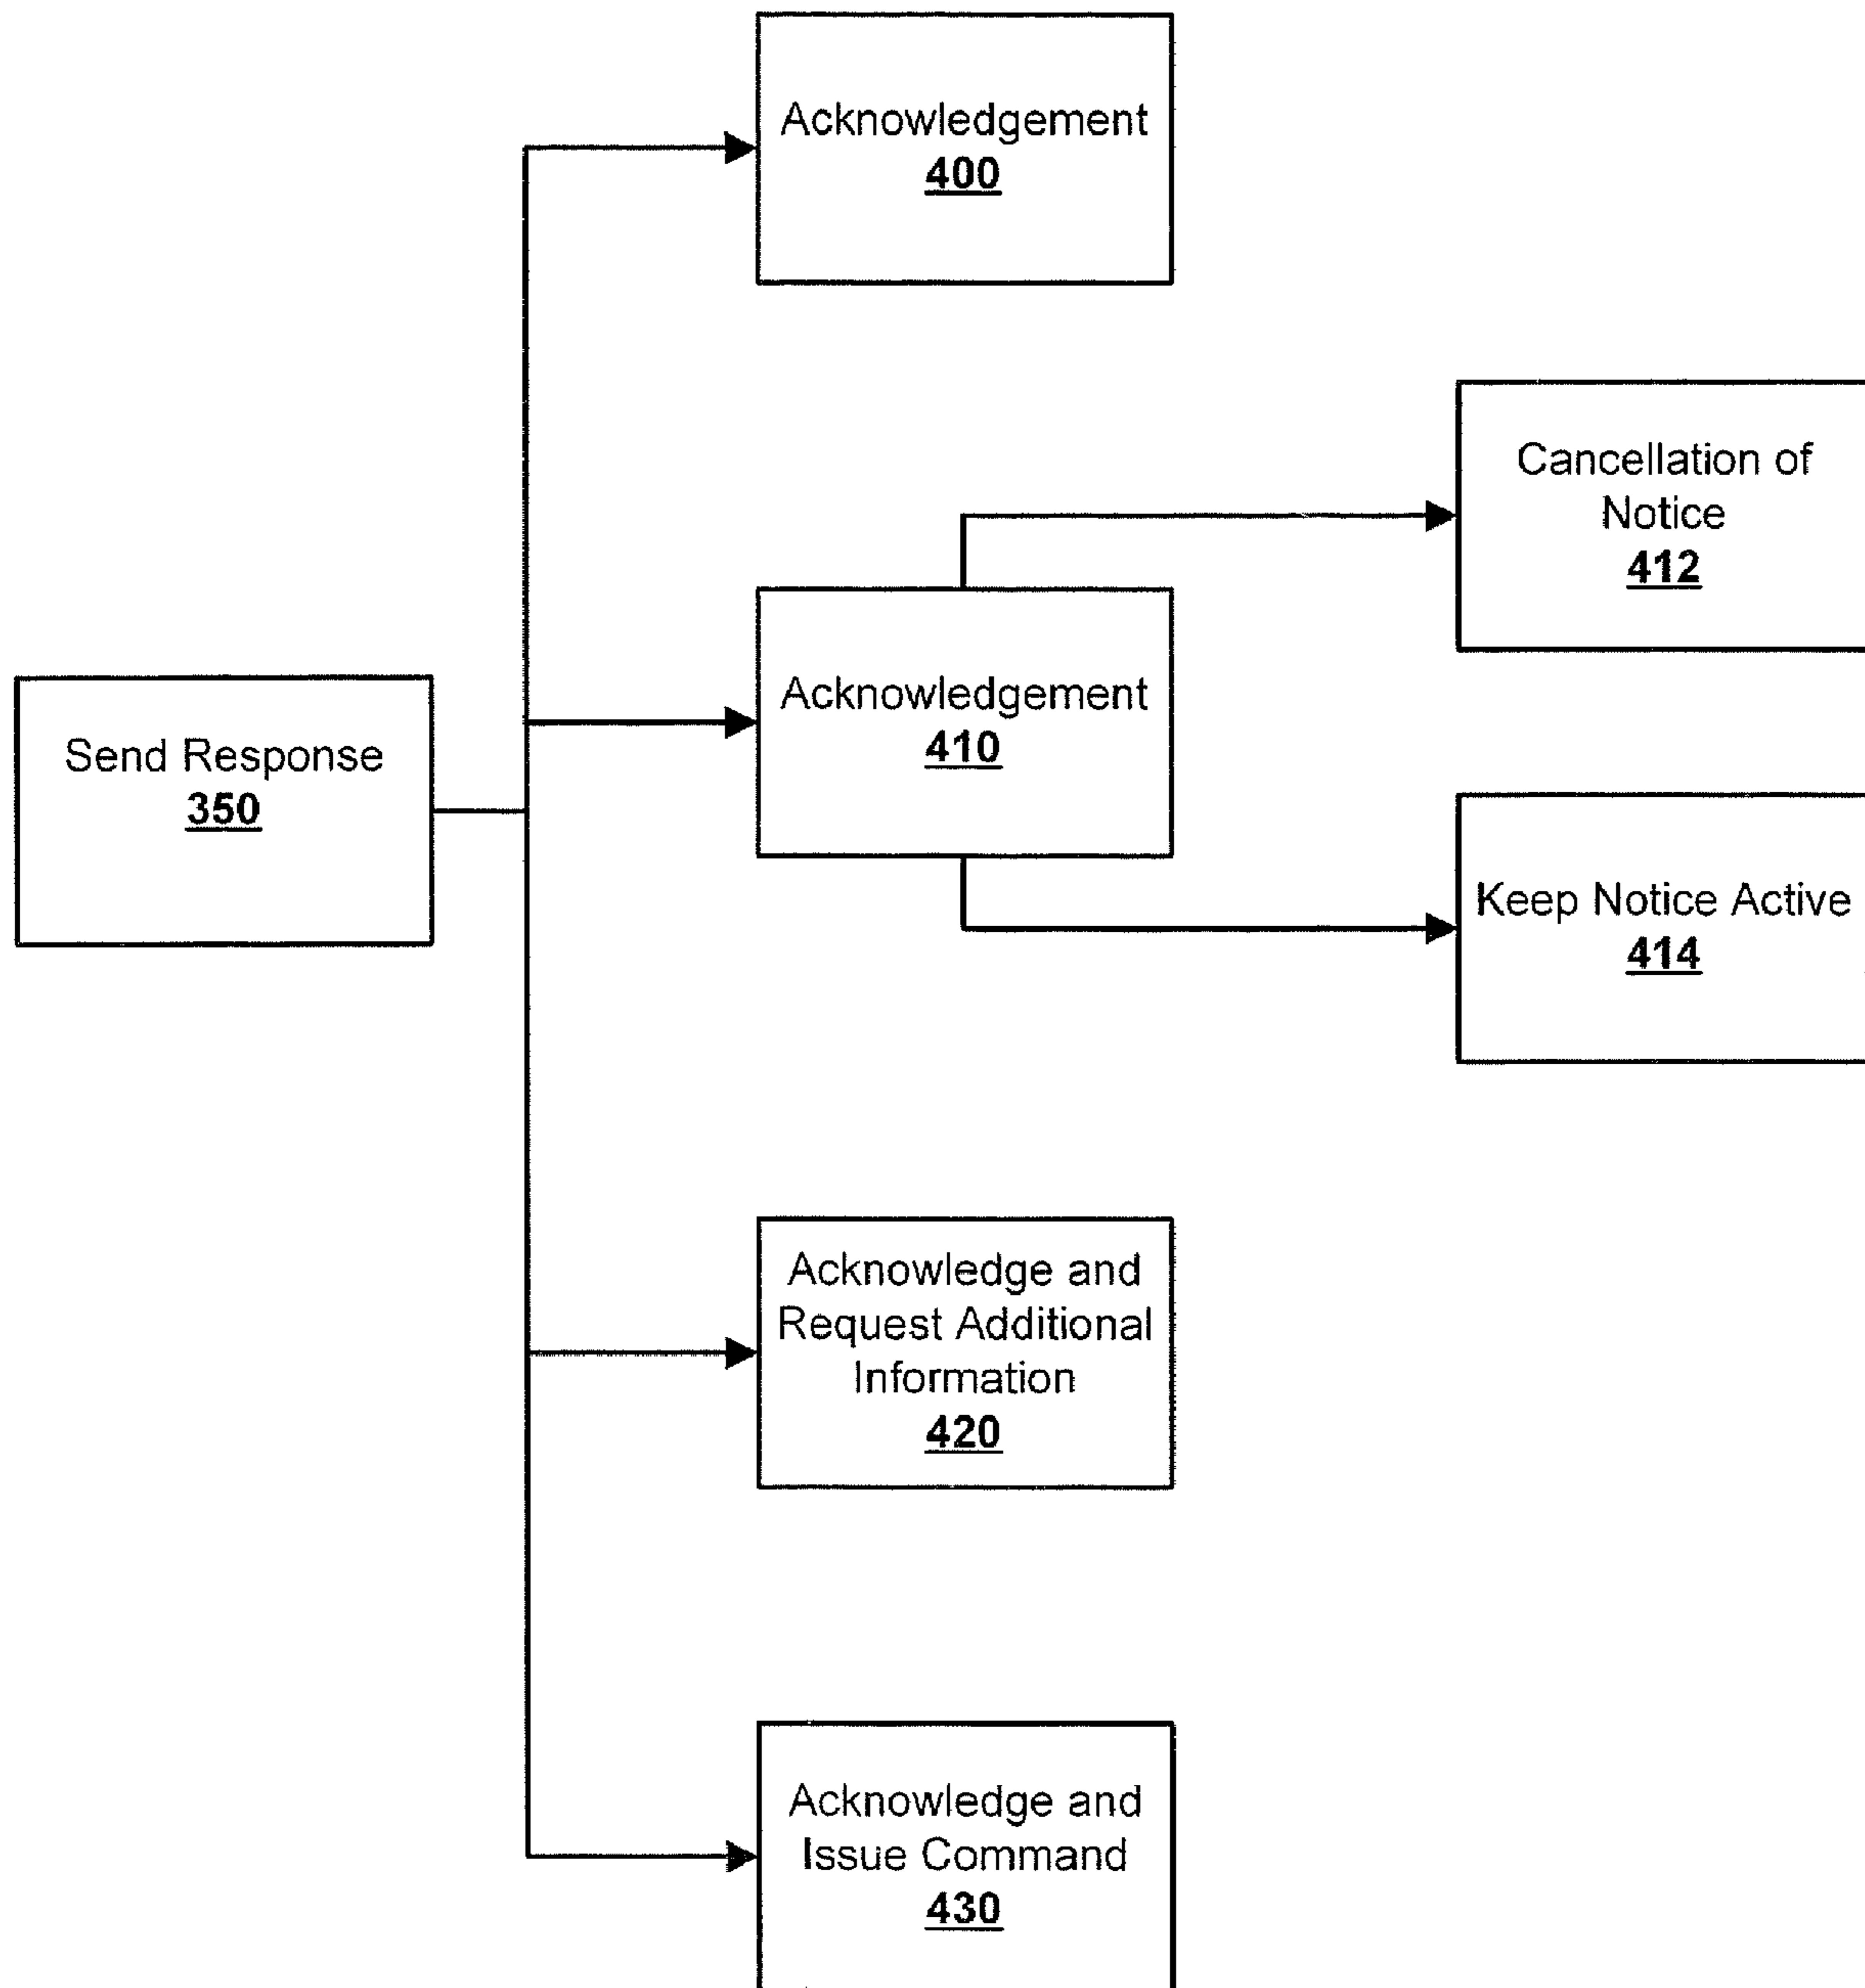 Acknowledgement
400
Cancellation of
Notice
412
Acknowledgement
410
Send Response
350
Keep Notice Active
414
Acknowledge and
Request Additional
Information
420
Acknowledge and
Issue Command
430